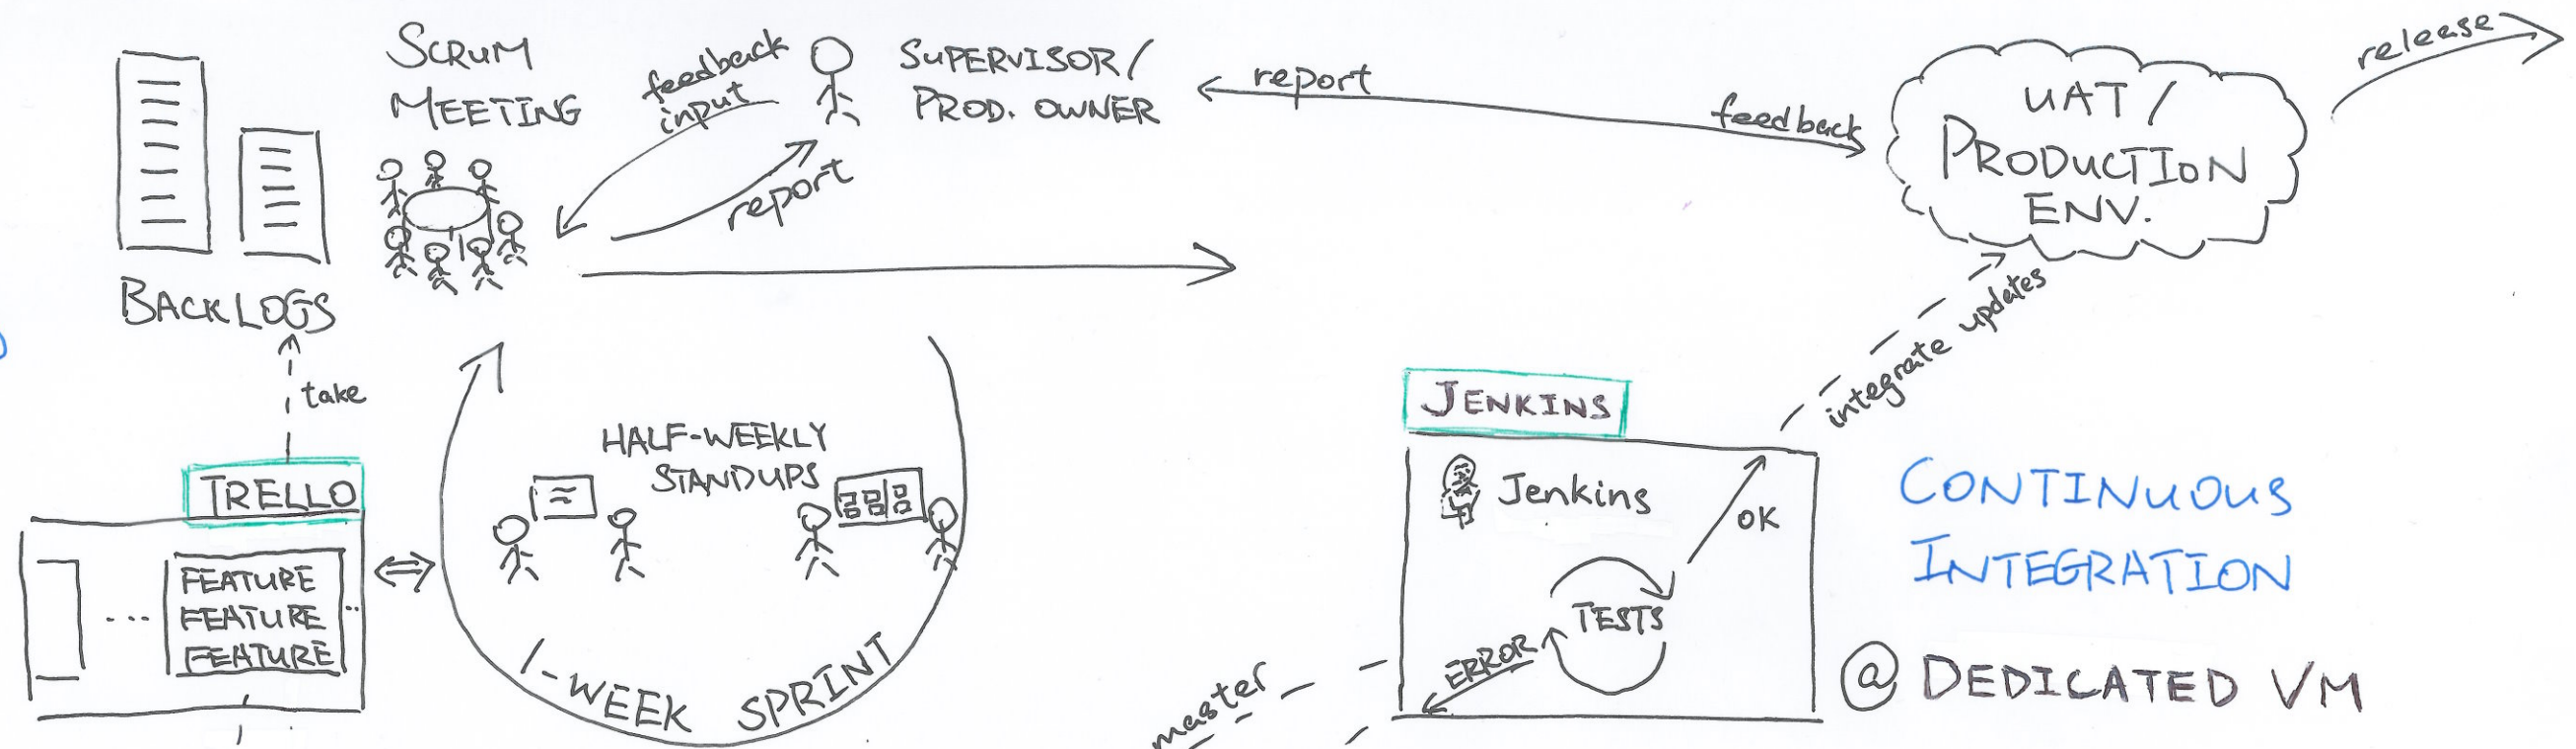 SCRUM
MEETING
feedback
input
report
SUPERVISOR/
PROD. OWNER
report
feedback
UAT/
PRODUCTION
ENV.
release
BACKLOGS
take
TRELLO
FEATURE
FEATURE
FEATURE
...
HALF-WEEKLY
STANDUPS
1-WEEK SPRINT
integrate updates
JENKINS
Jenkins
OK
TESTS
ERROR
master
CONTINUOUS
INTEGRATION
@ DEDICATED VM